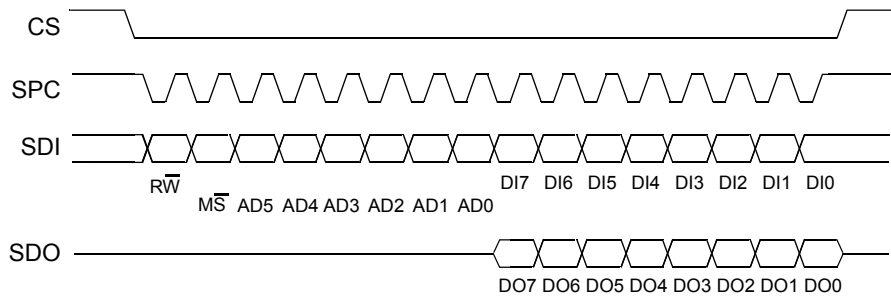 CS
SPC
SDI
RW̅ DI7 DI6 DI5 DI4 DI3 DI2 DI1 DI0
MS̅ AD5 AD4 AD3 AD2 AD1 AD0
SDO
DO7 DO6 DO5 DO4 DO3 DO2 DO1 DO0